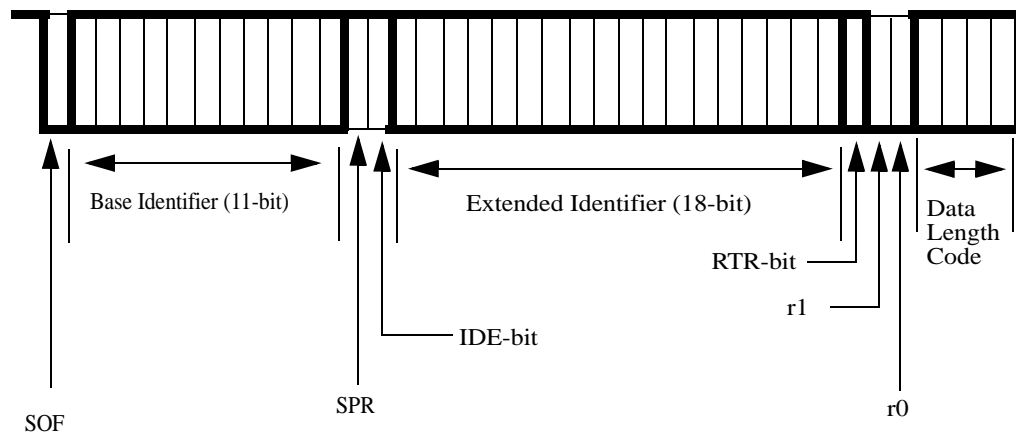 Base Identifier (11-bit)
Extended Identifier (18-bit)
Data
Length
Code
RTR-bit
r1
IDE-bit
SPR
r0
SOF